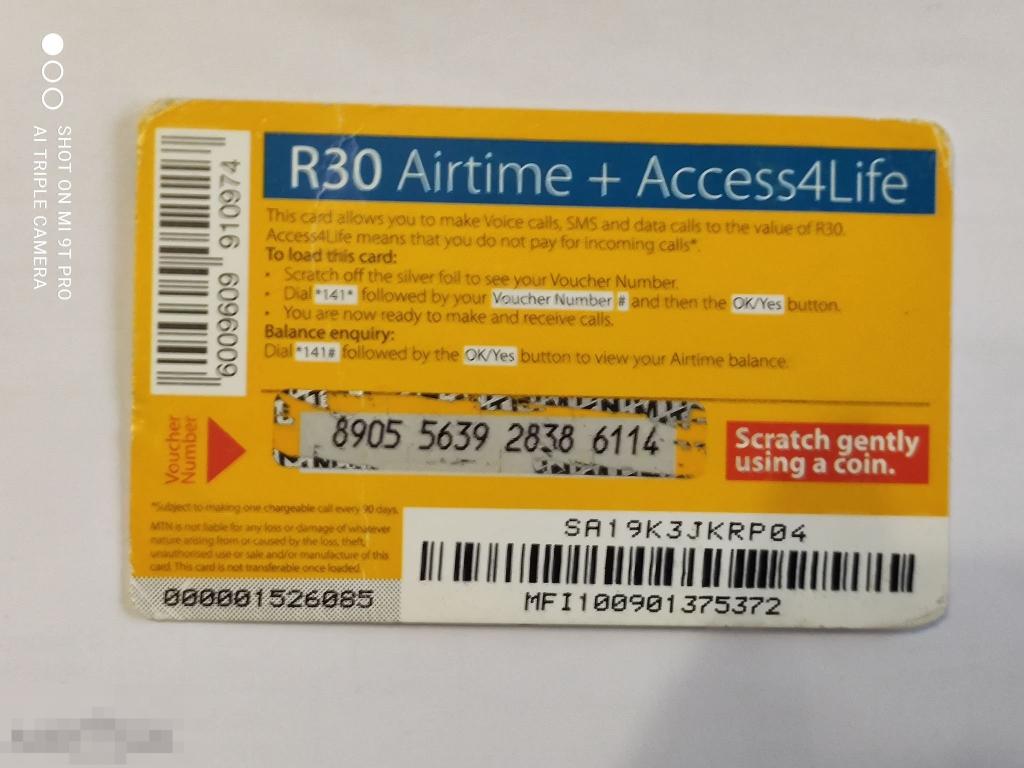 SHOT ON MI 9T PRO
AI TRIPLE CAMERA
6009609 910974
R30 Airtime + Access4Life
This card allows you to make Voice calls, SMS and data calls to the value of R30.
Access4Life means that you do not pay for incoming calls*.
To load this card:
• Scratch off the silver foil to see your Voucher Number.
• Dial *141* followed by your Voucher Number # and then the OK/Yes button.
• You are now ready to make and receive calls.
Balance enquiry:
Dial *141# followed by the OK/Yes button to view your Airtime balance.
Voucher
Number
8905 5639 2838 6114
Scratch gently
using a coin.
*Subject to making one chargeable call every 90 days.
MTN is not liable for any loss or damage of whatever
nature arising from or caused by the loss, theft,
unauthorised use or sale and/or manufacture of this
card. This card is not transferable once loaded.
000001526085
SA19K3JKRP04
MFI100901375372